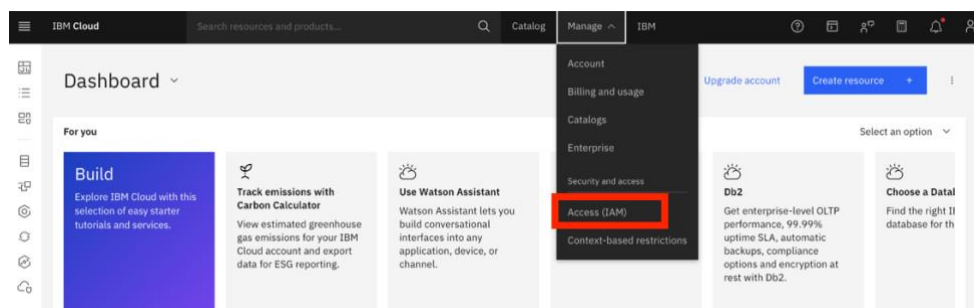 IBM Cloud
Search resources and products...
Catalog
Manage
IBM
Dashboard
Upgrade account
Create resource +
Account
Billing and usage
Catalogs
Enterprise
Security and access
Access (IAM)
Context-based restrictions
For you
Select an option
Build
Explore IBM Cloud with this
selection of easy starter
tutorials and services.
Track emissions with
Carbon Calculator
View estimated greenhouse
gas emissions for your IBM
Cloud account and export
data for ESG reporting.
Use Watson Assistant
Watson Assistant lets you
build conversational
interfaces into any
application, device, or
channel.
Db2
Get enterprise-level OLTP
performance, 99.99%
uptime SLA, automatic
backups, compliance
options and encryption at
rest with Db2.
Choose a Datal
Find the right II
database for th